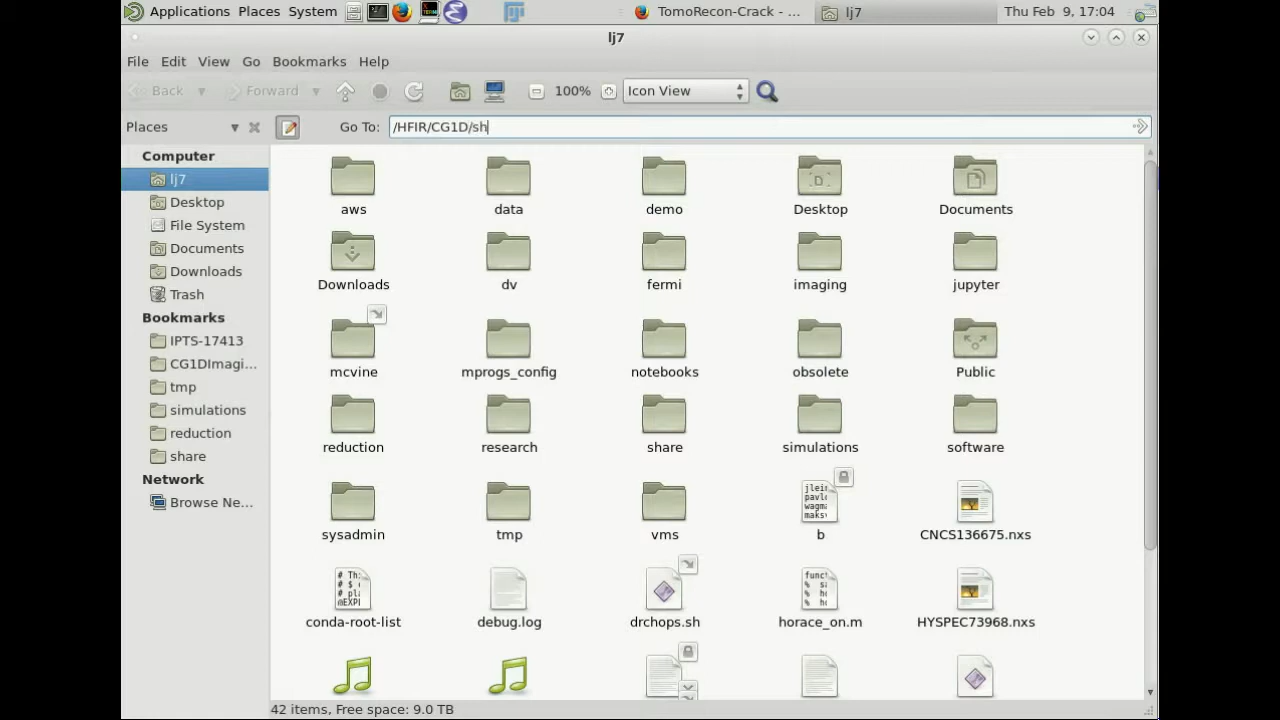 Applications Places System TomoRecon-Crack - ... lj7 Thu Feb 9, 17:04
lj7
File Edit View Go Bookmarks Help
Back Forward 100% Icon View
Places Go To: /HFIR/CG1D/sh
Computer
lj7
Desktop
File System
Documents
Downloads
Trash
Bookmarks
IPTS-17413
CG1DImagi...
tmp
simulations
reduction
share
Network
Browse Ne...
aws data demo Desktop Documents
Downloads dv fermi imaging jupyter
mcvine mprogs_config notebooks obsolete Public
reduction research share simulations software
sysadmin tmp vms b CNCS136675.nxs
conda-root-list debug.log drchops.sh horace_on.m HYSPEC73968.nxs
42 items, Free space: 9.0 TB